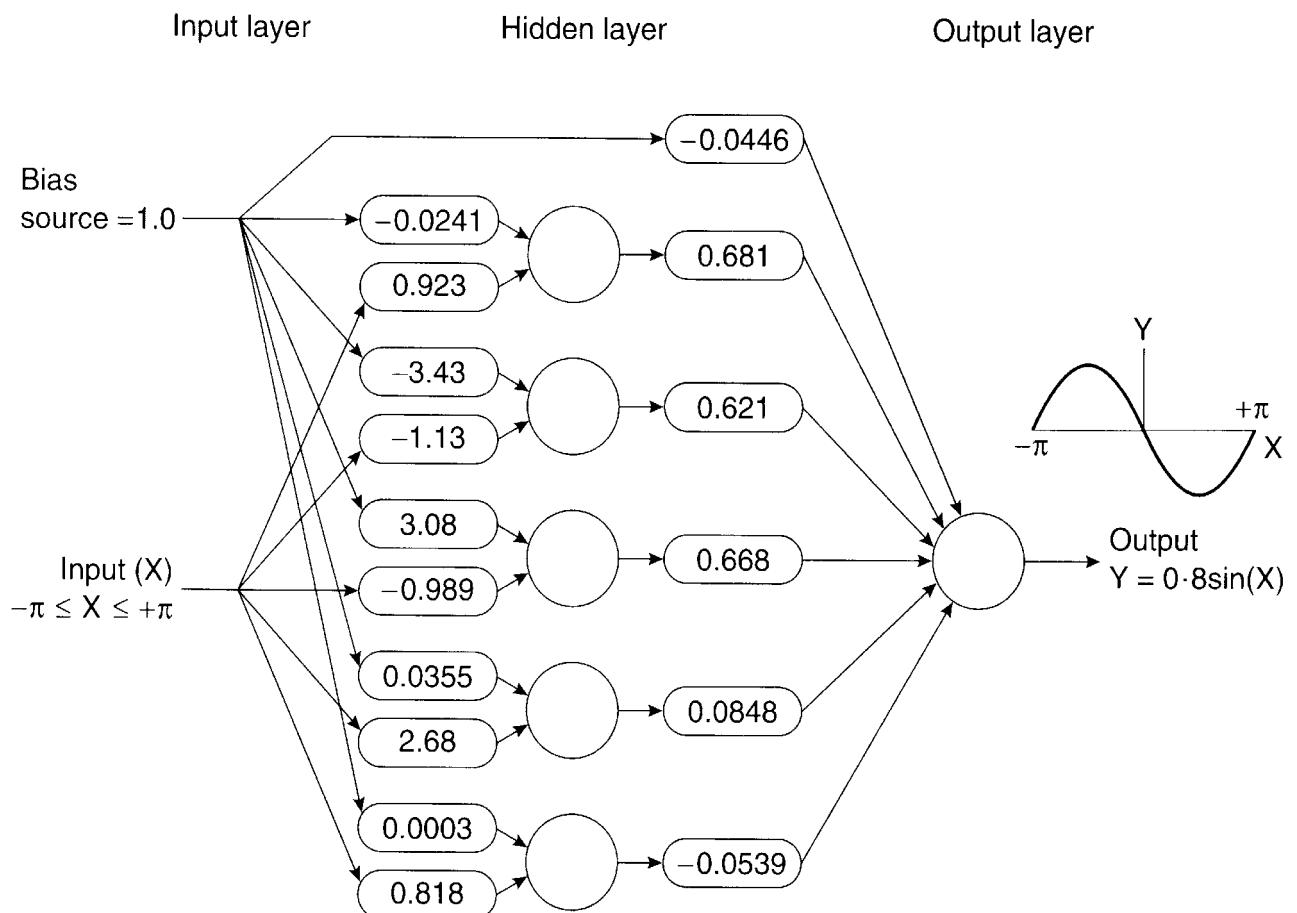 Input layer
Hidden layer
Output layer
−0.0446
Bias
source =1.0
−0.0241
0.681
0.923
−3.43
0.621
−1.13
Y
+π
−π
X
3.08
0.668
−0.989
Input (X)
−π ≤ X ≤ +π
Output
Y = 0·8sin(X)
0.0355
0.0848
2.68
0.0003
−0.0539
0.818